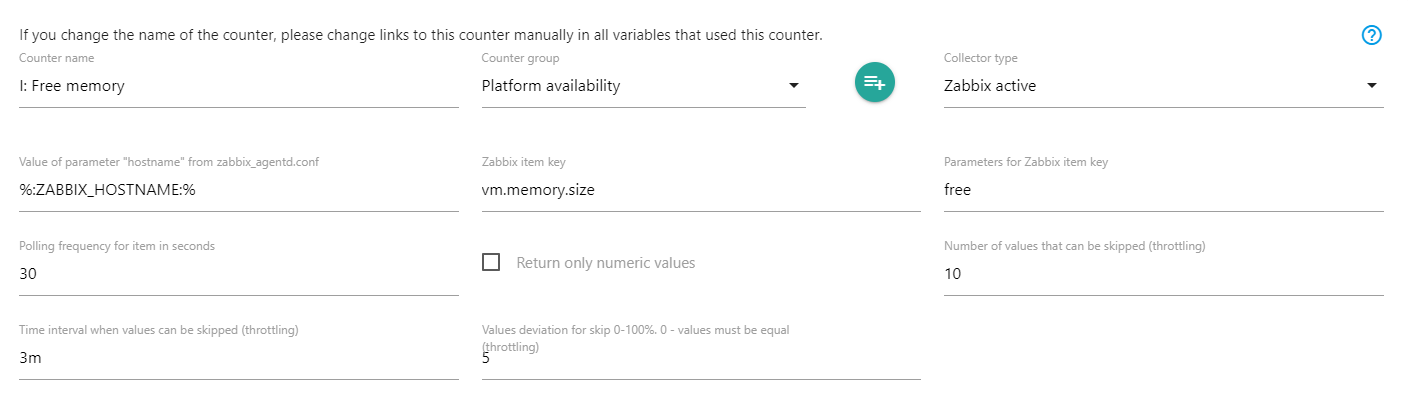 If you change the name of the counter, please change links to this counter manually in all variables that used this counter.
Counter name
I: Free memory
Counter group
Platform availability
Collector type
Zabbix active
Value of parameter "hostname" from zabbix_agentd.conf
%:ZABBIX_HOSTNAME:%
Zabbix item key
vm.memory.size
Parameters for Zabbix item key
free
Polling frequency for item in seconds
30
Return only numeric values
Number of values that can be skipped (throttling)
10
Time interval when values can be skipped (throttling)
3m
Values deviation for skip 0-100%. 0 - values must be equal
(throttling)
5